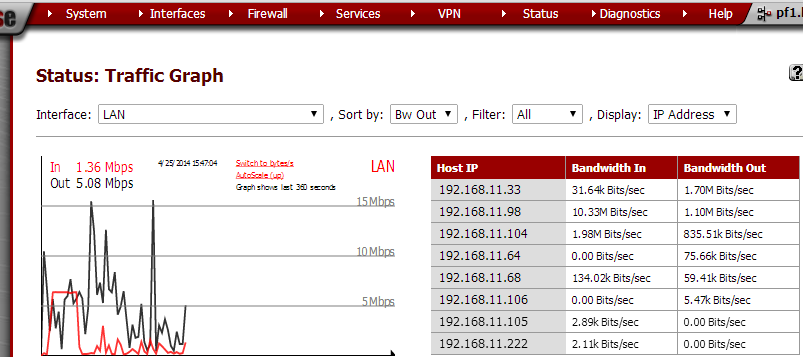 se System Interfaces Firewall Services VPN Status Diagnostics Help pf1.
Status: Traffic Graph
?
Interface: LAN , Sort by: Bw Out , Filter: All , Display: IP Address
In 1.36 Mbps 4/25/2014 15:47:04 Switch to bytes/s LAN
AutoScale (up)
Out 5.08 Mbps Graph shows last 360 seconds
15 Mbps
10 Mbps
5 Mbps
Host IP Bandwidth In Bandwidth Out
192.168.11.33 31.64k Bits/sec 1.70M Bits/sec
192.168.11.98 10.33M Bits/sec 1.10M Bits/sec
192.168.11.104 1.98M Bits/sec 835.51k Bits/sec
192.168.11.64 0.00 Bits/sec 75.66k Bits/sec
192.168.11.68 134.02k Bits/sec 59.41k Bits/sec
192.168.11.106 0.00 Bits/sec 5.47k Bits/sec
192.168.11.105 2.89k Bits/sec 0.00 Bits/sec
192.168.11.222 2.11k Bits/sec 0.00 Bits/sec